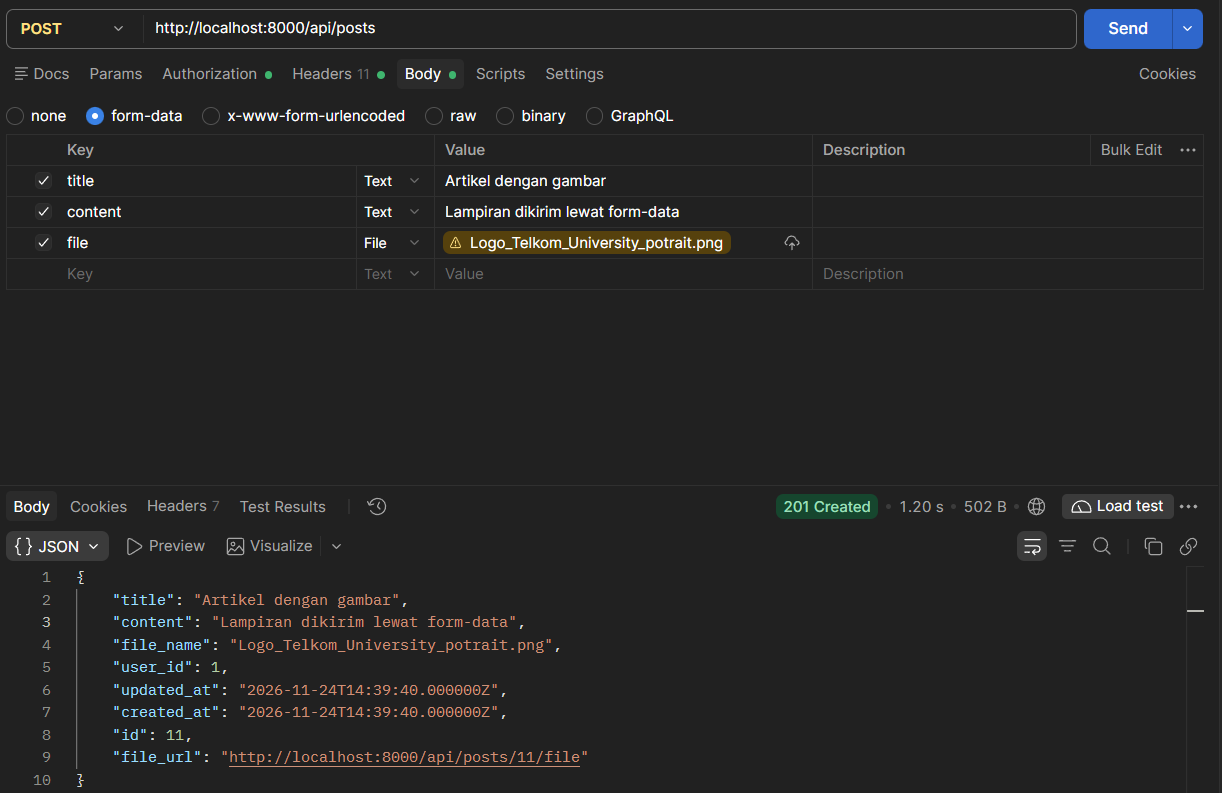 POST http://localhost:8000/api/posts Send
Docs Params Authorization Headers 11 Body Scripts Settings Cookies
none form-data x-www-form-urlencoded raw binary GraphQL
Key Value Description Bulk Edit
title Text Artikel dengan gambar
content Text Lampiran dikirim lewat form-data
file File Logo_Telkom_University_potrait.png
Key Text Value Description
Body Cookies Headers 7 Test Results 201 Created 1.20 s 502 B Load test
{} JSON Preview Visualize
1 {
2 "title": "Artikel dengan gambar",
3 "content": "Lampiran dikirim lewat form-data",
4 "file_name": "Logo_Telkom_University_potrait.png",
5 "user_id": 1,
6 "updated_at": "2026-11-24T14:39:40.000000Z",
7 "created_at": "2026-11-24T14:39:40.000000Z",
8 "id": 11,
9 "file_url": "http://localhost:8000/api/posts/11/file"
10 }